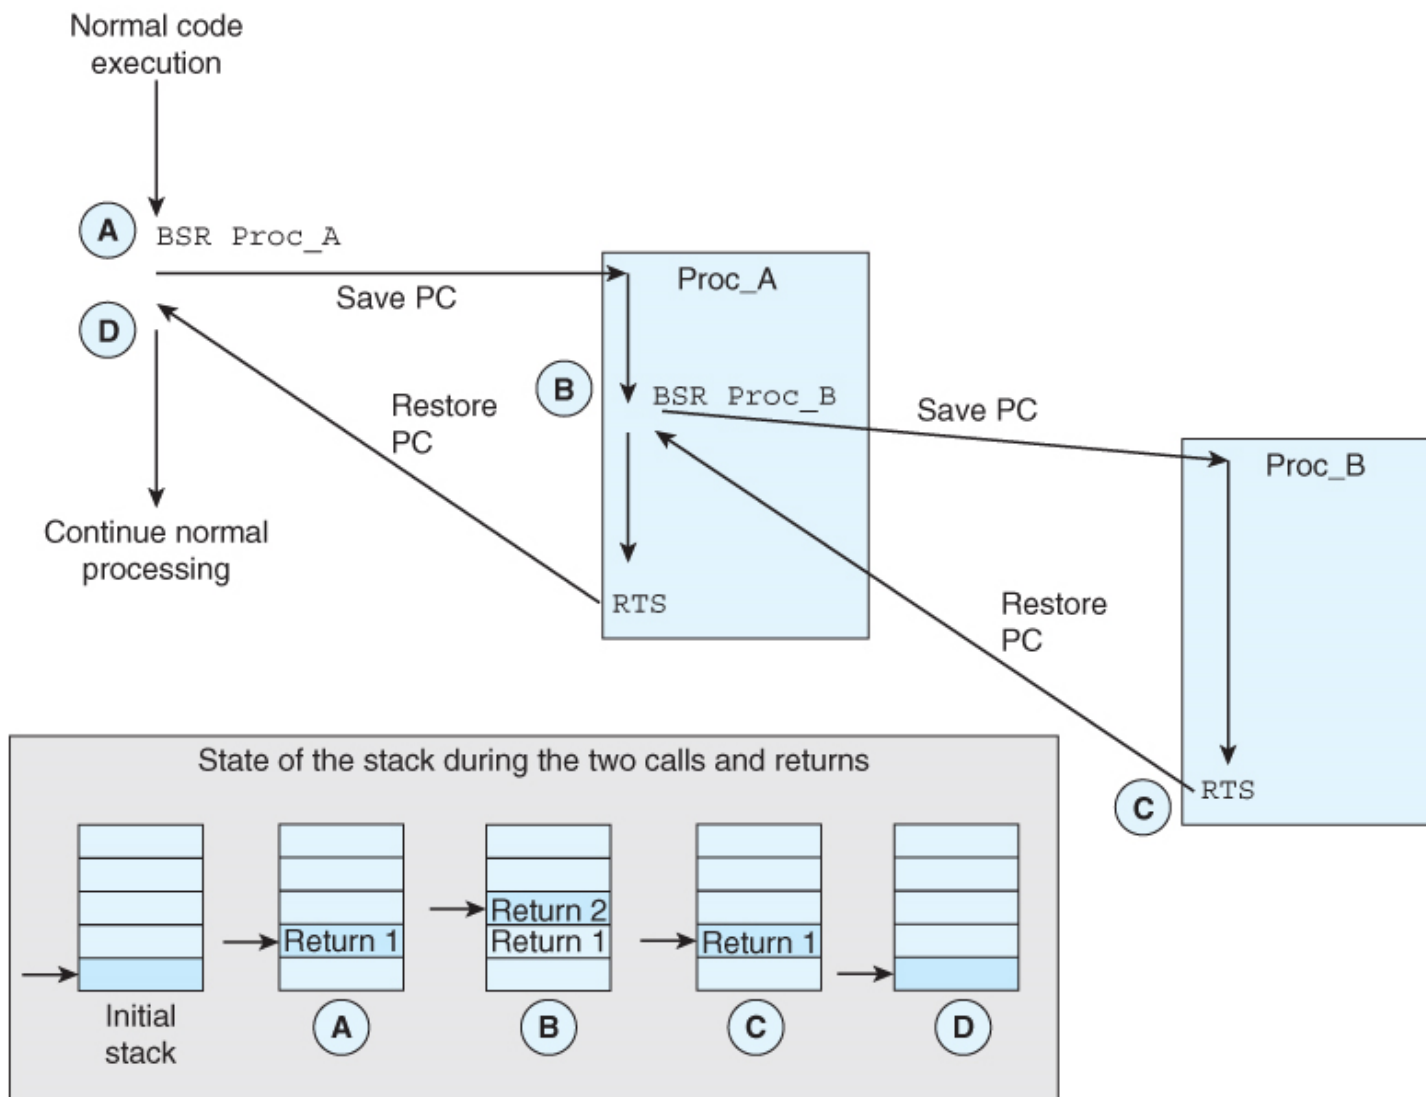 Normal code
execution
A
BSR Proc_A
Save PC
Proc_A
D
B
BSR Proc_B
Restore
PC
Save PC
Proc_B
Continue normal
processing
RTS
Restore
PC
C
RTS
State of the stack during the two calls and returns
Return 1
Return 2
Return 1
Return 1
Initial
stack
A
B
C
D